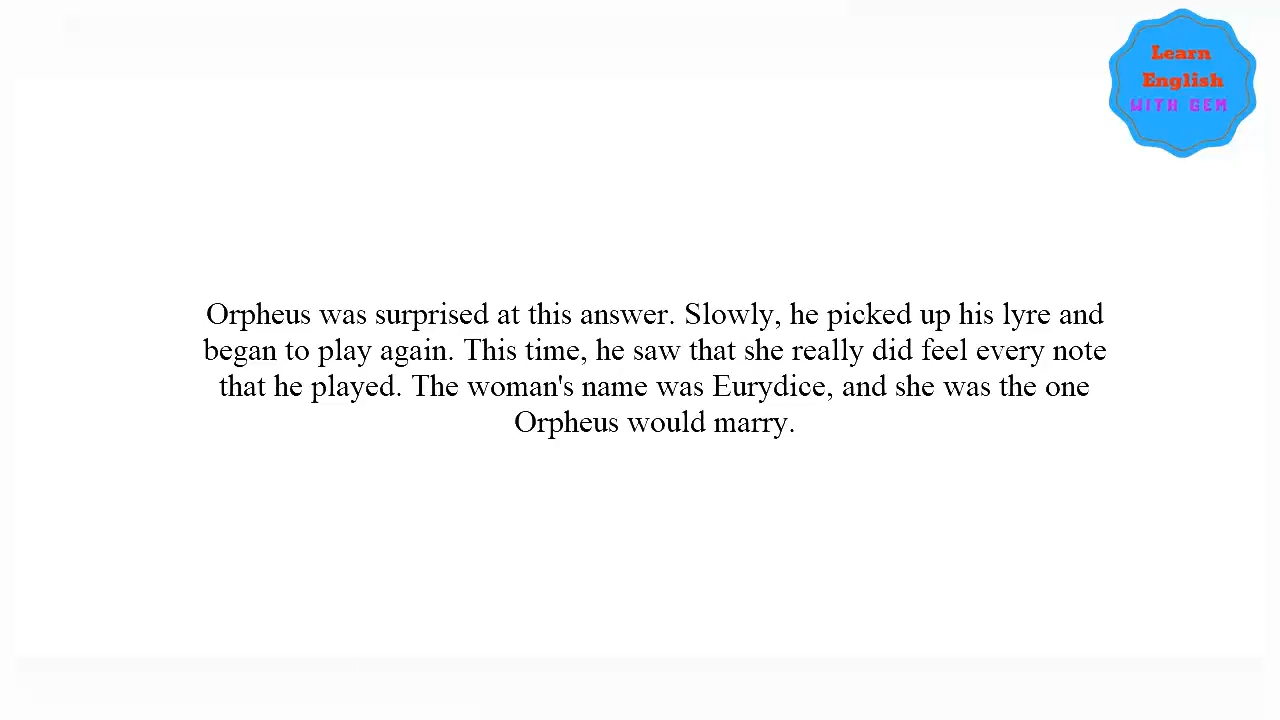 Learn
English
WITH GEM
Orpheus was surprised at this answer. Slowly, he picked up his lyre and
began to play again. This time, he saw that she really did feel every note
that he played. The woman's name was Eurydice, and she was the one
Orpheus would marry.